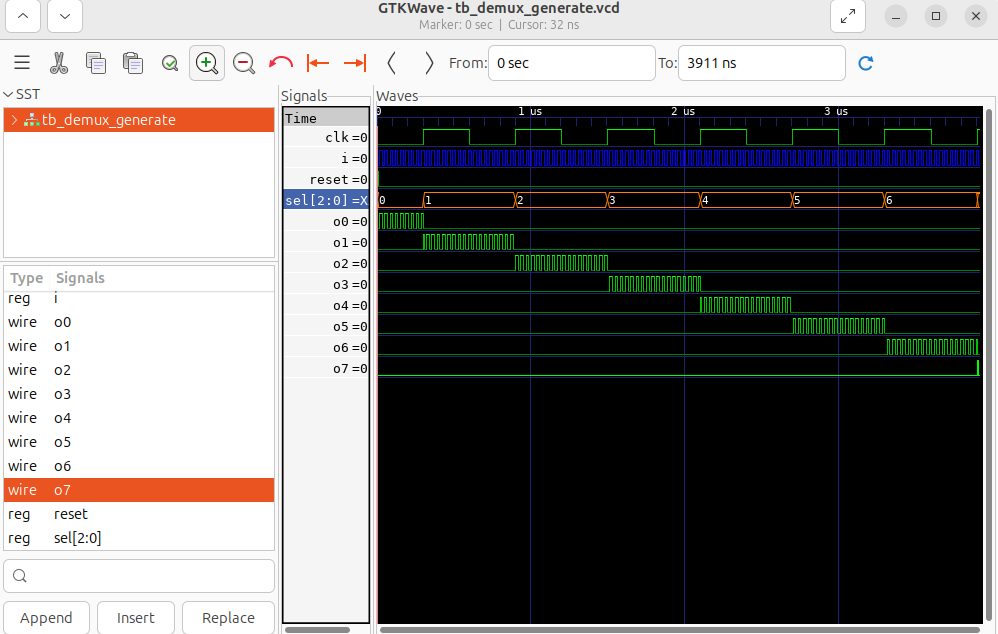 GTKWave - tb_demux_generate.vcd
Marker: 0 sec | Cursor: 32 ns
From: 0 sec To: 3911 ns
SST
tb_demux_generate
Type Signals
reg i
wire o0
wire o1
wire o2
wire o3
wire o4
wire o5
wire o6
wire o7
reg reset
reg sel[2:0]
Append Insert Replace
Signals
Time
clk=0
i=0
reset=0
sel[2:0]=X
o0=0
o1=0
o2=0
o3=0
o4=0
o5=0
o6=0
o7=0
Waves
0 1 us 2 us 3 us
0 1 2 3 4 5 6